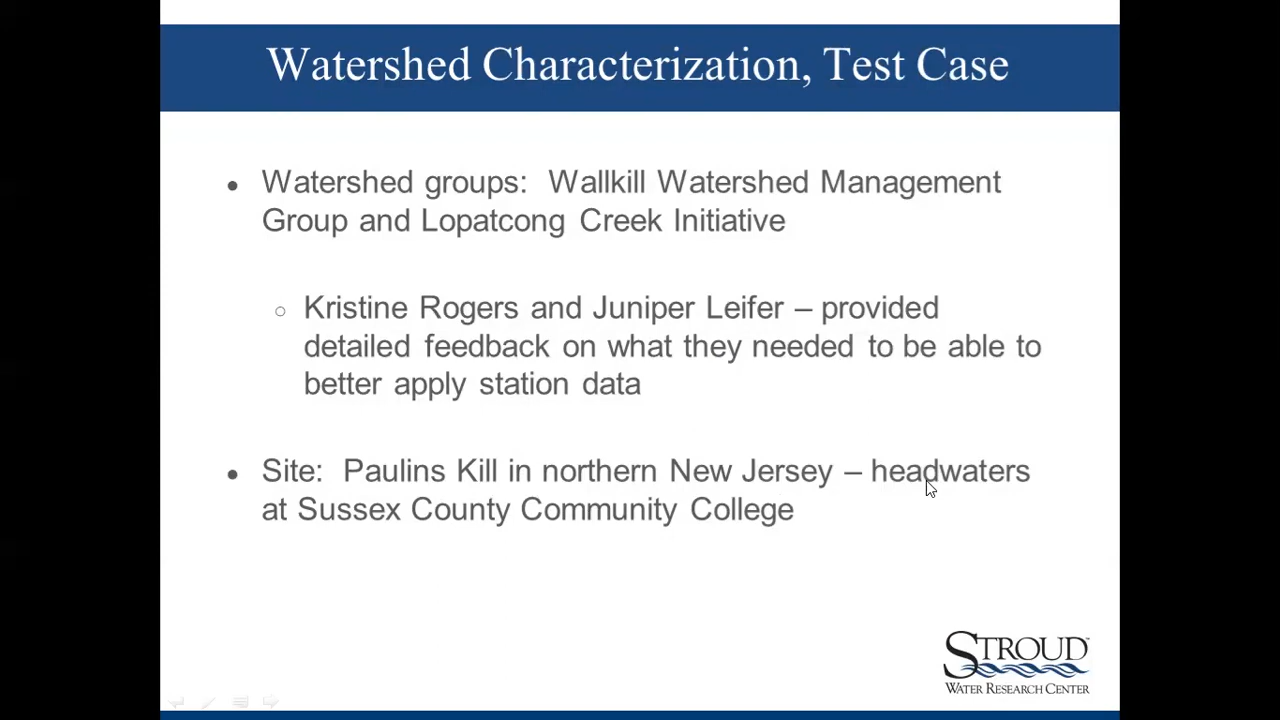 Watershed Characterization, Test Case
• Watershed groups: Wallkill Watershed Management
Group and Lopatcong Creek Initiative
○ Kristine Rogers and Juniper Leifer – provided
detailed feedback on what they needed to be able to
better apply station data
• Site: Paulins Kill in northern New Jersey – headwaters
at Sussex County Community College
STROUD™
WATER RESEARCH CENTER